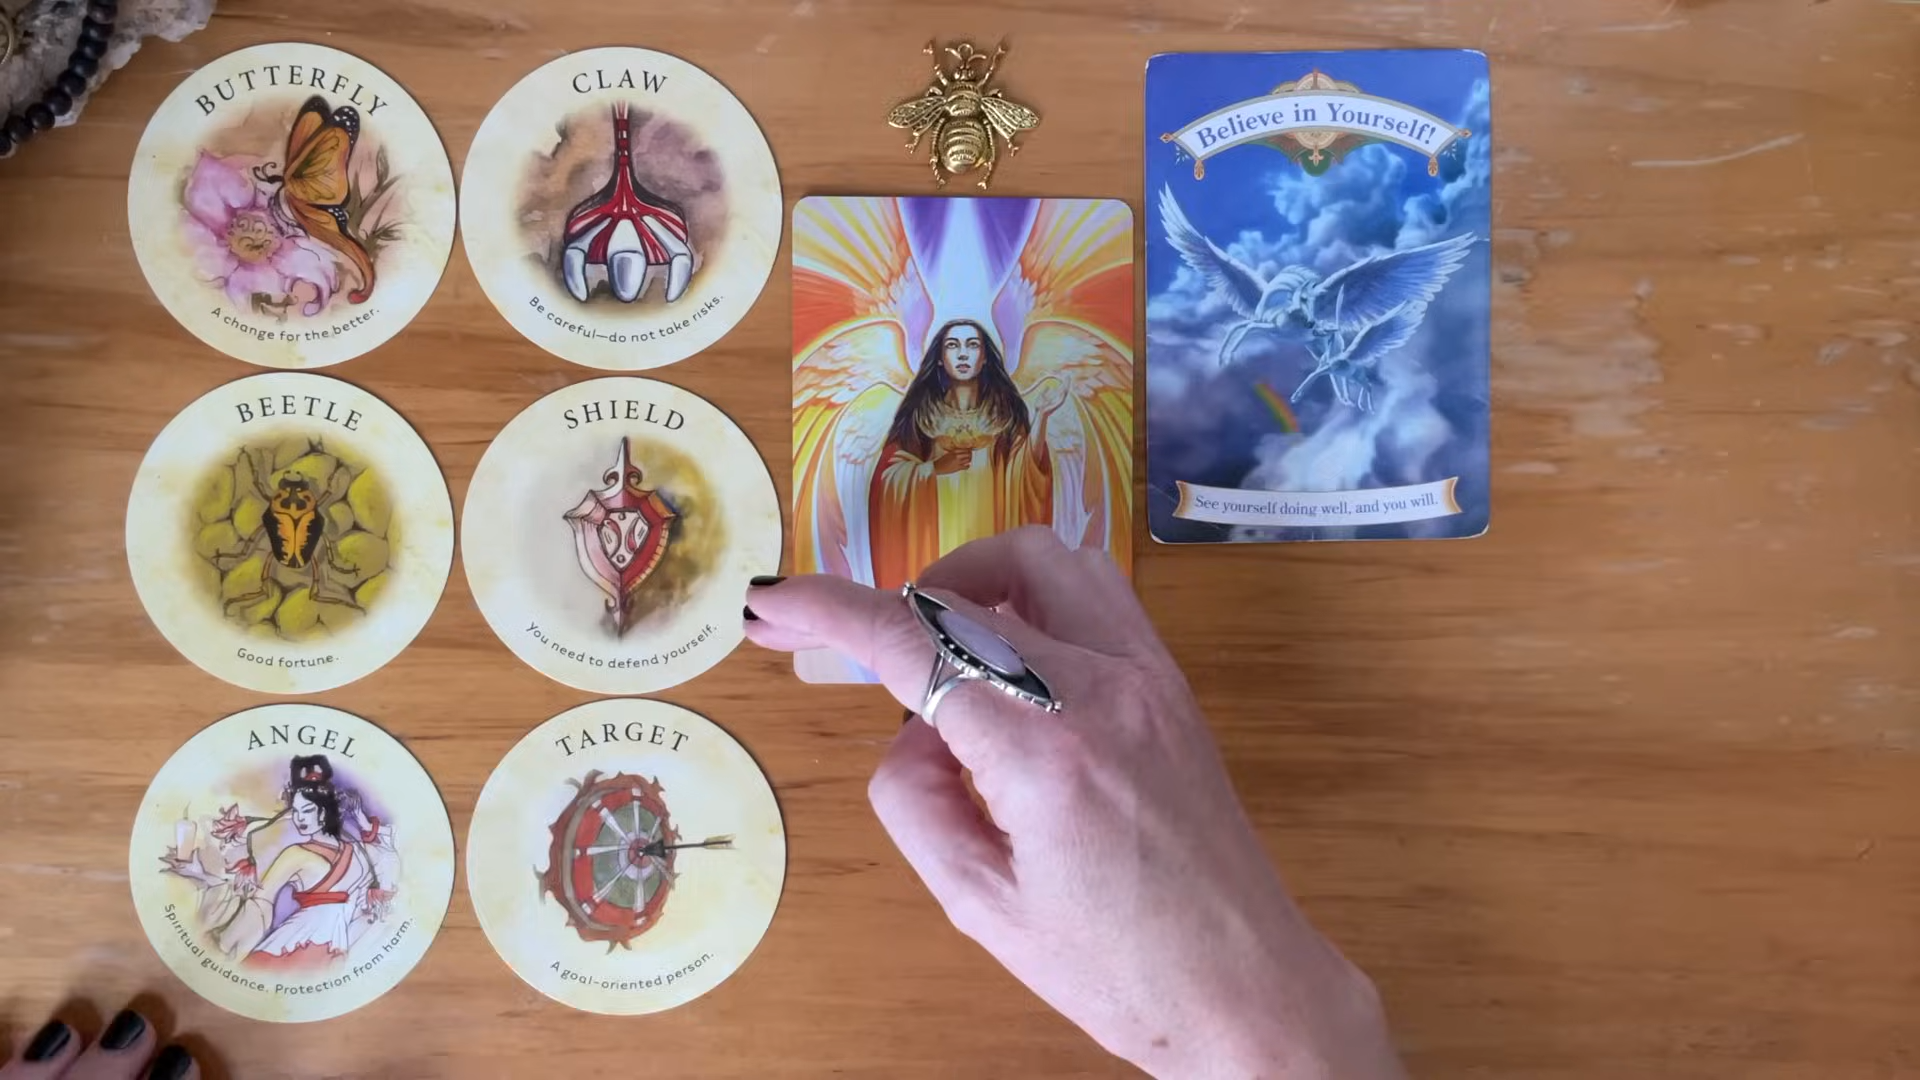 BUTTERFLY
A change for the better.
CLAW
Be careful—do not take risks.
BEETLE
Good fortune.
SHIELD
You need to defend yourself.
ANGEL
Spiritual guidance. Protection from harm.
TARGET
A goal-oriented person.
Believe in Yourself!
See yourself doing well, and you will.